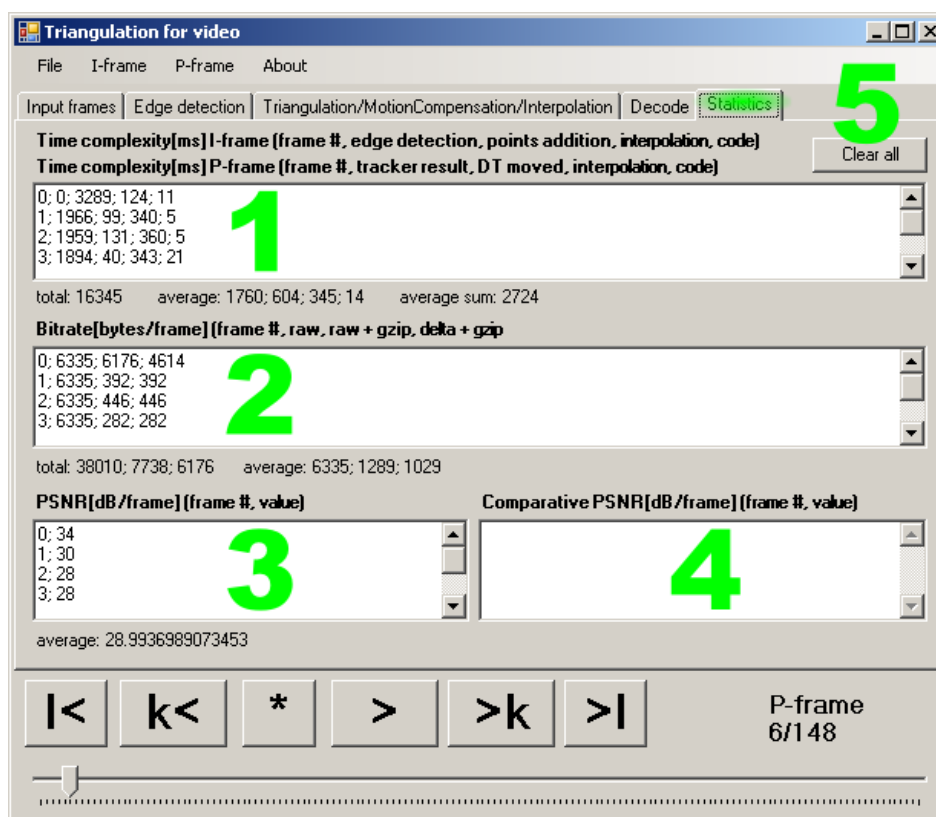 Triangulation for video
File I-frame P-frame About
5
Input frames Edge detection Triangulation/MotionCompensation/Interpolation Decode Statistics
Time complexity[ms] I-frame (frame #, edge detection, points addition, interpolation, code)
Clear all
Time complexity[ms] P-frame (frame #, tracker result, DT moved, interpolation, code)
0; 0; 3289; 124; 11
1; 1966; 99; 340; 5
2; 1959; 131; 360; 5
3; 1894; 40; 343; 21
1
total: 16345 average: 1760; 604; 345; 14 average sum: 2724
Bitrate[bytes/frame] (frame #, raw, raw + gzip, delta + gzip
0; 6335; 6176; 4614
1; 6335; 392; 392
2; 6335; 446; 446
3; 6335; 282; 282
2
total: 38010; 7738; 6176 average: 6335; 1289; 1029
PSNR[dB/frame] (frame #, value) Comparative PSNR[dB/frame] (frame #, value)
0; 34
1; 30
2; 28
3; 28
3
4
average: 28.9936989073453
|< k< * > >k >|
P-frame
6/148